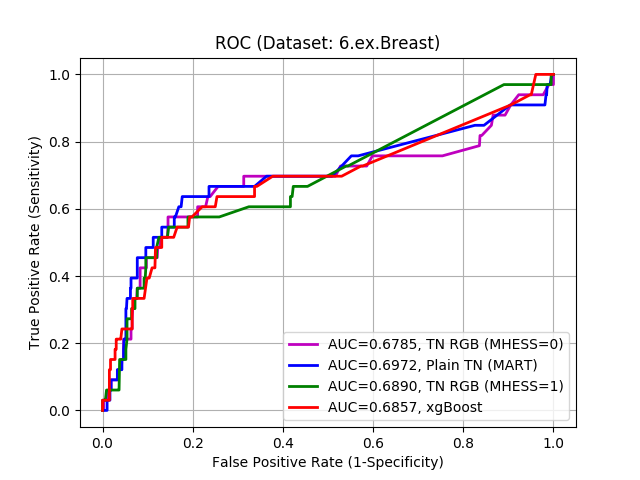 ROC (Dataset: 6.ex.Breast)
True Positive Rate (Sensitivity)
1.0
0.8
0.6
0.4
0.2
0.0
AUC=0.6785, TN RGB (MHESS=0)
AUC=0.6972, Plain TN (MART)
AUC=0.6890, TN RGB (MHESS=1)
AUC=0.6857, xgBoost
0.0 0.2 0.4 0.6 0.8 1.0
False Positive Rate (1-Specificity)